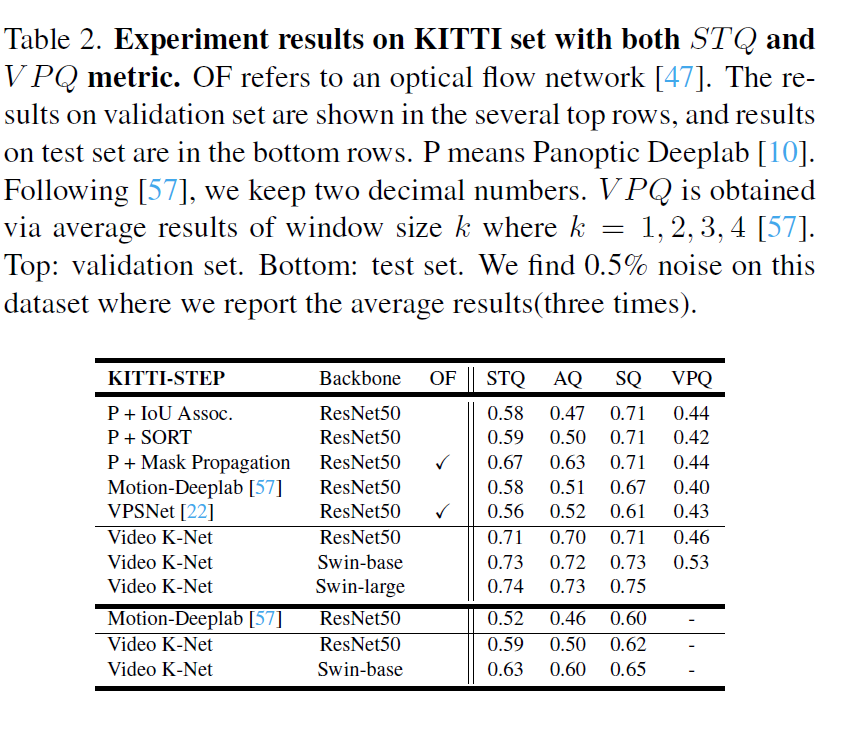 Table 2. Experiment results on KITTI set with both STQ and
VPQ metric. OF refers to an optical flow network [47]. The re-
sults on validation set are shown in the several top rows, and results
on test set are in the bottom rows. P means Panoptic Deeplab [10].
Following [57], we keep two decimal numbers. VPQ is obtained
via average results of window size k where k = 1, 2, 3, 4 [57].
Top: validation set. Bottom: test set. We find 0.5% noise on this
dataset where we report the average results(three times).
KITTI-STEP Backbone OF STQ AQ SQ VPQ
P + IoU Assoc. ResNet50 0.58 0.47 0.71 0.44
P + SORT ResNet50 0.59 0.50 0.71 0.42
P + Mask Propagation ResNet50 ✓ 0.67 0.63 0.71 0.44
Motion-Deeplab [57] ResNet50 0.58 0.51 0.67 0.40
VPSNet [22] ResNet50 ✓ 0.56 0.52 0.61 0.43
Video K-Net ResNet50 0.71 0.70 0.71 0.46
Video K-Net Swin-base 0.73 0.72 0.73 0.53
Video K-Net Swin-large 0.74 0.73 0.75
Motion-Deeplab [57] ResNet50 0.52 0.46 0.60 -
Video K-Net ResNet50 0.59 0.50 0.62 -
Video K-Net Swin-base 0.63 0.60 0.65 -